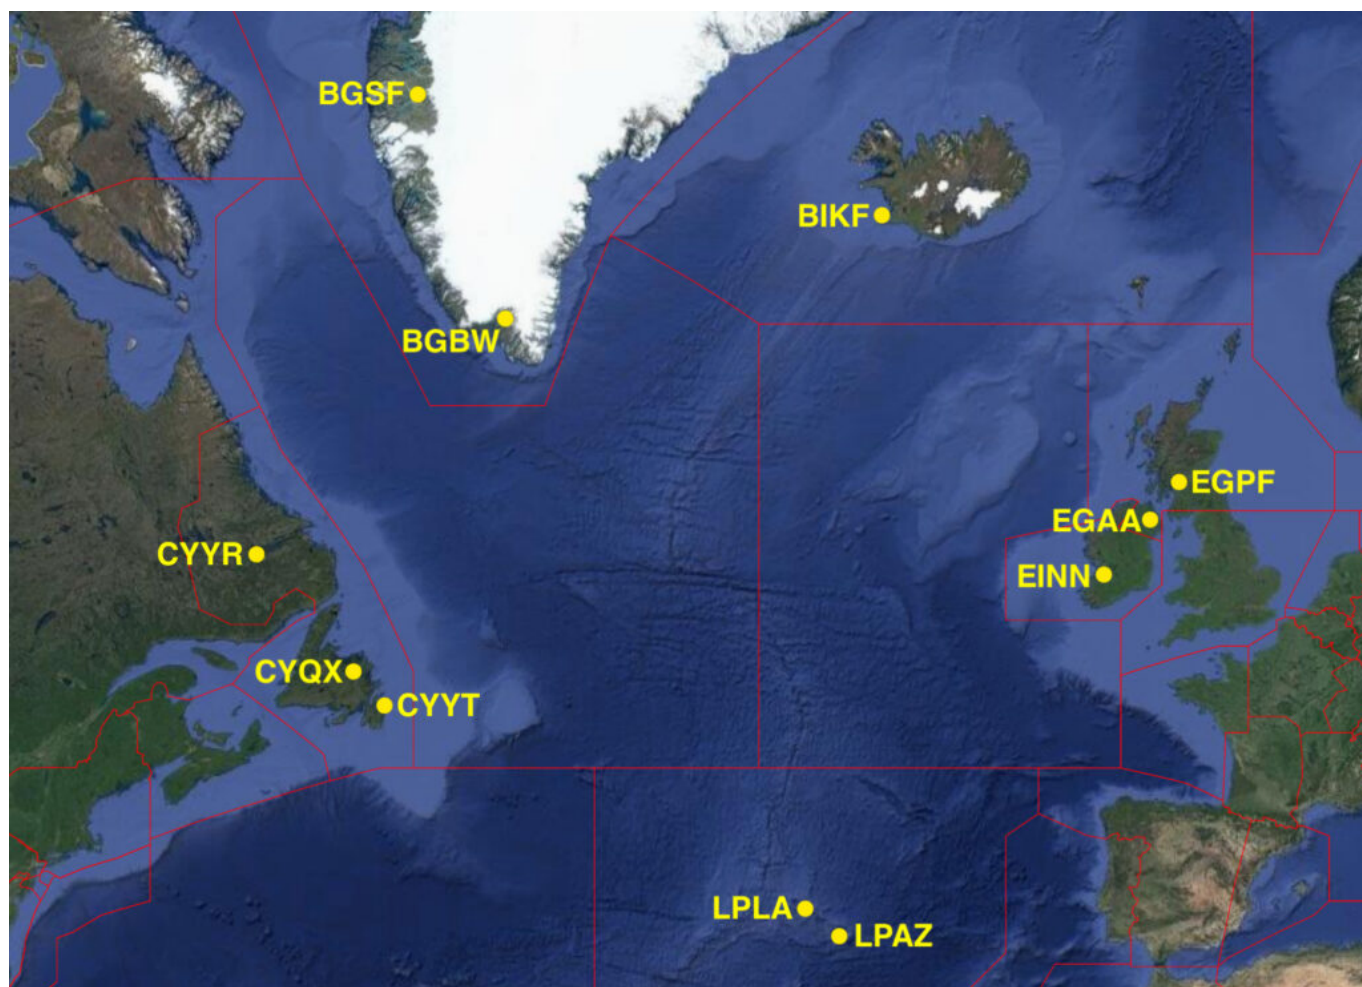 BGSF
BIKF
BGBW
EGPF
EGAA
CYYR
EINN
CYQX
CYYT
LPLA
LPAZ